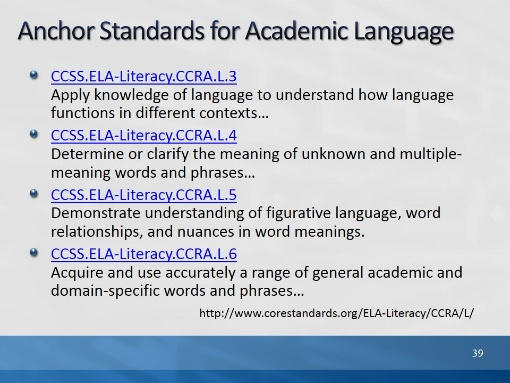 Anchor Standards for Academic Language
CCSS.ELA-Literacy.CCRA.L.3
Apply knowledge of language to understand how language
functions in different contexts…
CCSS.ELA-Literacy.CCRA.L.4
Determine or clarify the meaning of unknown and multiple-
meaning words and phrases…
CCSS.ELA-Literacy.CCRA.L.5
Demonstrate understanding of figurative language, word
relationships, and nuances in word meanings.
CCSS.ELA-Literacy.CCRA.L.6
Acquire and use accurately a range of general academic and
domain-specific words and phrases…
http://www.corestandards.org/ELA-Literacy/CCRA/L/
39